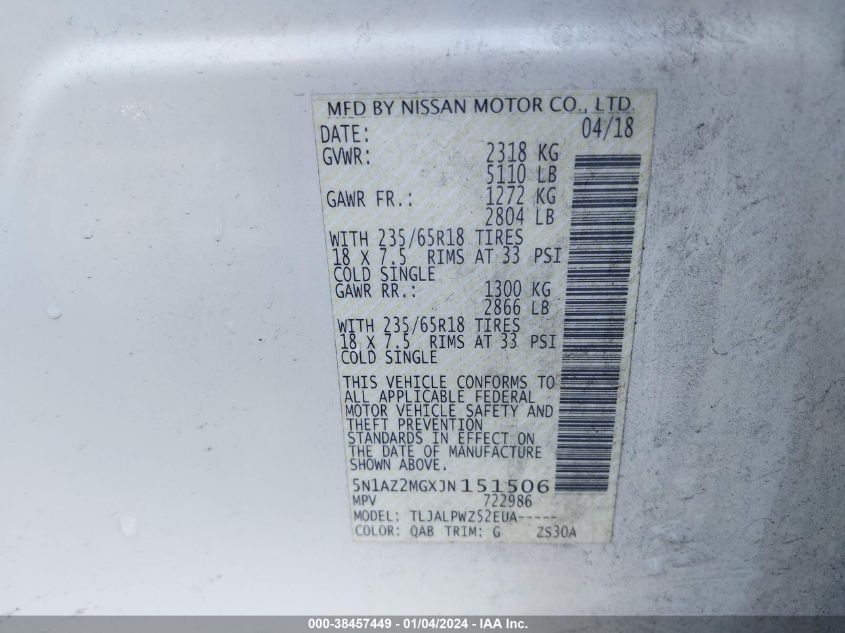 MFD BY NISSAN MOTOR CO., LTD.
DATE: 04/18
GVWR: 2318 KG
5110 LB
GAWR FR.: 1272 KG
2804 LB
WITH 235/65R18 TIRES
18 X 7.5 RIMS AT 33 PSI
COLD SINGLE
GAWR RR.: 1300 KG
2866 LB
WITH 235/65R18 TIRES
18 X 7.5 RIMS AT 33 PSI
COLD SINGLE
THIS VEHICLE CONFORMS TO
ALL APPLICABLE FEDERAL
MOTOR VEHICLE SAFETY AND
THEFT PREVENTION
STANDARDS IN EFFECT ON
THE DATE OF MANUFACTURE
SHOWN ABOVE.
5N1AZ2MGXJN151506
MPV 722986
MODEL: TLJALPWZ52EUA-----
COLOR: QAB TRIM: G ZS30A
000-38457449 - 01/04/2024 - IAA Inc.